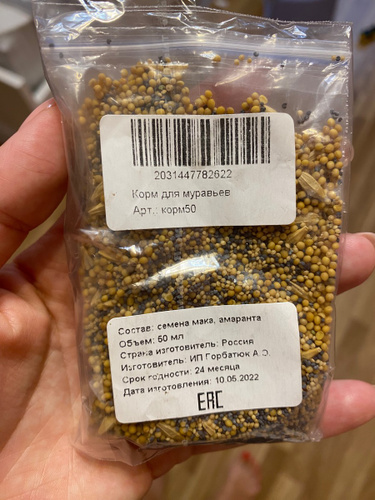 2031447782622
Корм для муравьев
Арт.: корм50
Состав: семена мака, амаранта
Объем: 50 мл
Страна изготовитель: Россия
Изготовитель: ИП Горбатюк А.Э.
Срок годности: 24 месяца
Дата изготовления: 10.05.2022
EAC